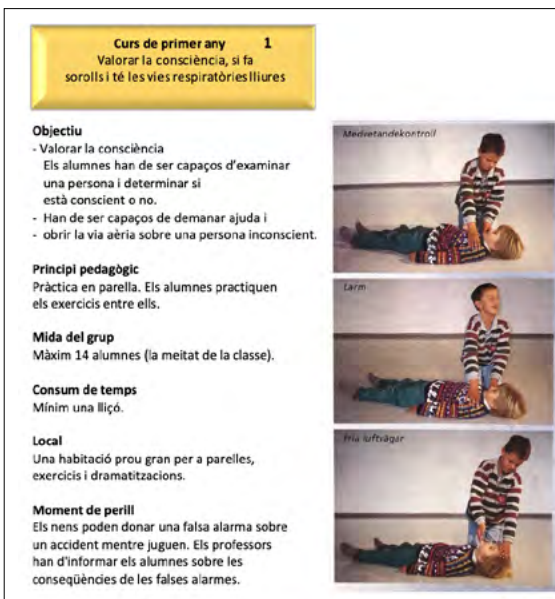 Curs de primer any 1
Valorar la consciència, si fa
sorolls i té les vies respiratòries lliures
Objectiu
- Valorar la consciència
Els alumnes han de ser capaços d'examinar
una persona i determinar si
està conscient o no.
- Han de ser capaços de demanar ajuda i
- obrir la via aèria sobre una persona inconscient.
Principi pedagògic
Pràctica en parella. Els alumnes practiquen
els exercicis entre ells.
Mida del grup
Màxim 14 alumnes (la meitat de la classe).
Consum de temps
Mínim una lliçó.
Local
Una habitació prou gran per a parelles,
exercicis i dramatitzacions.
Moment de perill
Els nens poden donar una falsa alarma sobre
un accident mentre juguen. Els professors
han d'informar els alumnes sobre les
conseqüències de les falses alarmes.
Medvetandekontroll
Larm
Fria luftvägar